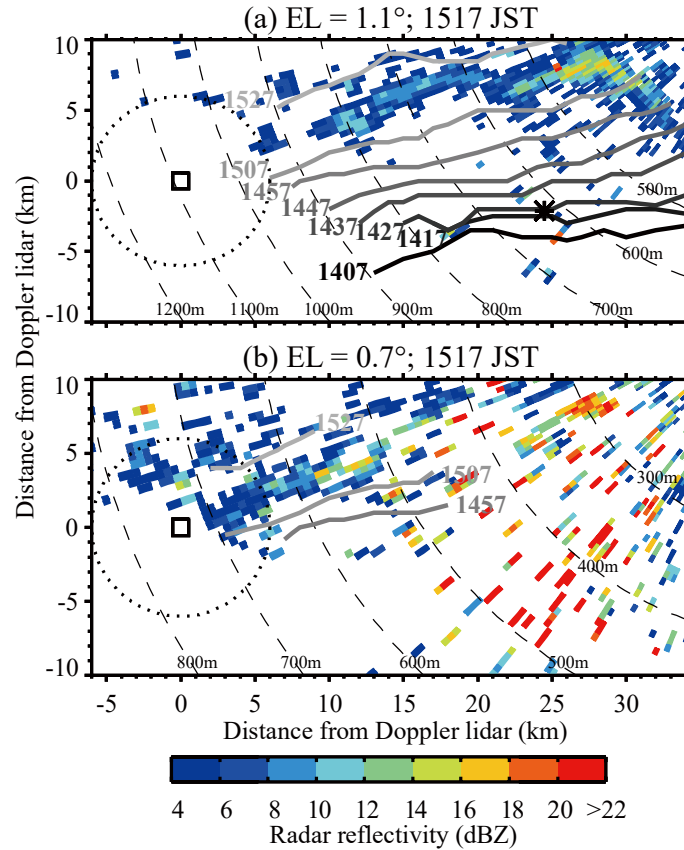 (a) EL = 1.1°; 1517 JST
10
5
0
-5
-10
1527
1507
1457
1447
1437
1427
1417
1407
500m
600m
1200m
1100m
1000m
900m
800m
700m
(b) EL = 0.7°; 1517 JST
Distance from Doppler lidar (km)
10
5
0
-5
-10
1527
1507
1457
300m
400m
800m
700m
600m
500m
-5 0 5 10 15 20 25 30
Distance from Doppler lidar (km)
4 6 8 10 12 14 16 18 20 >22
Radar reflectivity (dBZ)